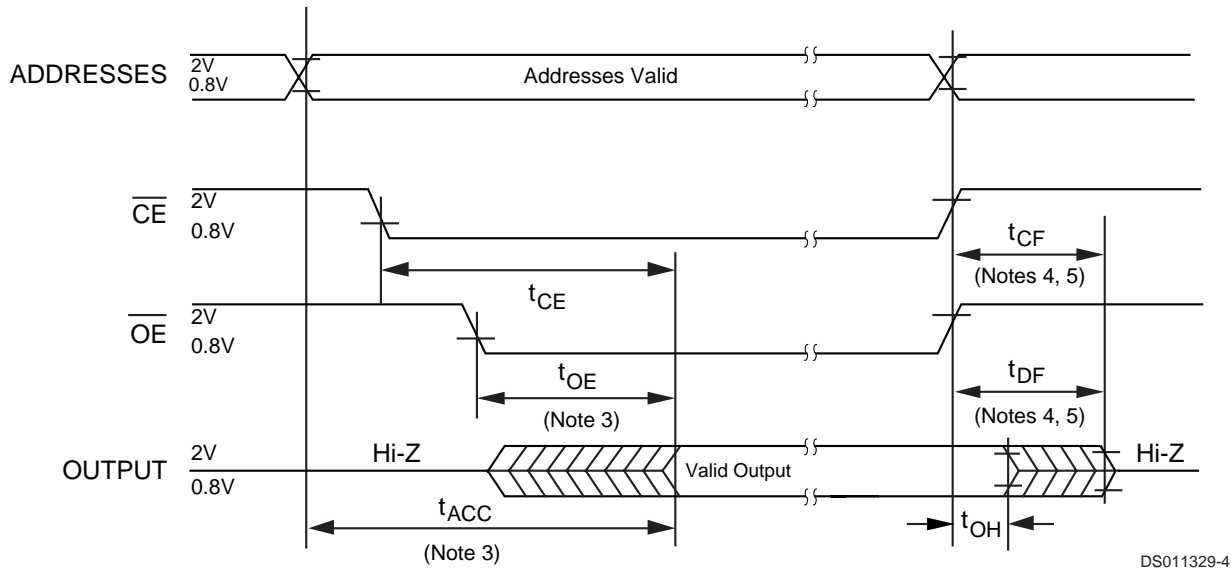 ADDRESSES
2V
0.8V
Addresses Valid
CE
2V
0.8V
tCF
(Notes 4, 5)
tCE
OE
2V
0.8V
tOE
(Note 3)
tDF
(Notes 4, 5)
OUTPUT
2V
0.8V
Hi-Z
Valid Output
Hi-Z
tACC
(Note 3)
tOH
DS011329-4